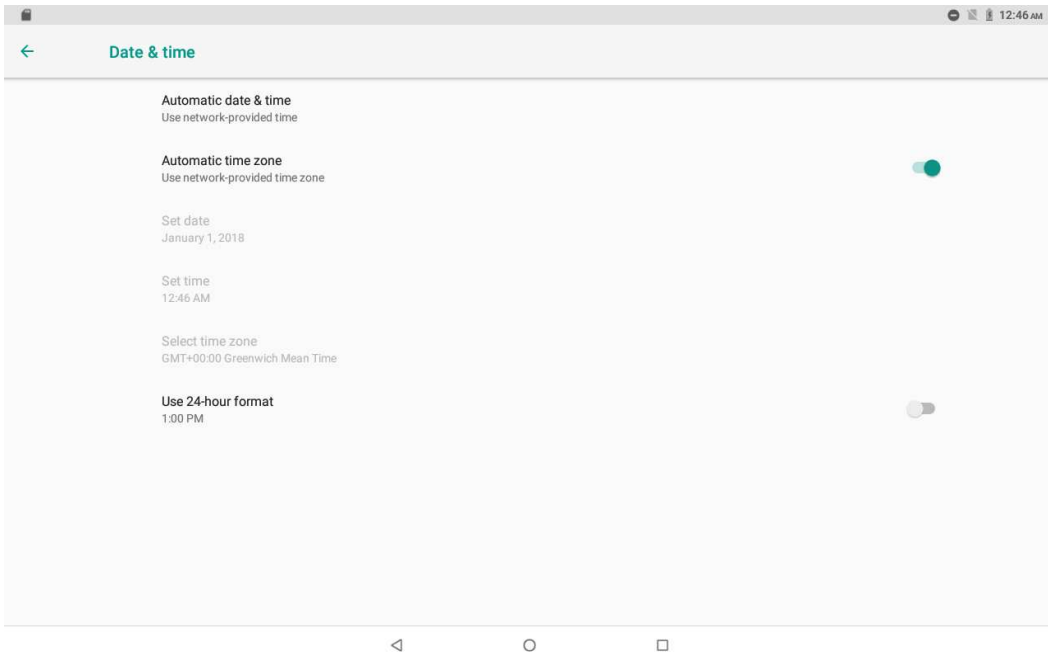 12:46 AM
Date & time
Automatic date & time
Use network-provided time
Automatic time zone
Use network-provided time zone
Set date
January 1, 2018
Set time
12:46 AM
Select time zone
GMT+00:00 Greenwich Mean Time
Use 24-hour format
1:00 PM